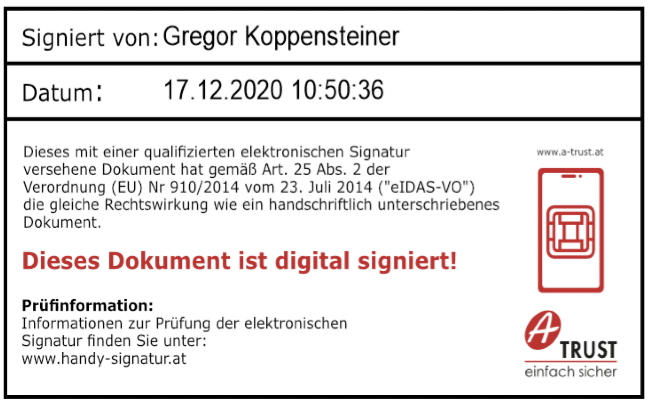 Signiert von: Gregor Koppensteiner
Datum: 17.12.2020 10:50:36
Dieses mit einer qualifizierten elektronischen Signatur
versehene Dokument hat gemäß Art. 25 Abs. 2 der
Verordnung (EU) Nr 910/2014 vom 23. Juli 2014 ("eIDAS-VO")
die gleiche Rechtswirkung wie ein handschriftlich unterschriebenes
Dokument.
www.a-trust.at
Dieses Dokument ist digital signiert!
Prüfinformation:
Informationen zur Prüfung der elektronischen
Signatur finden Sie unter:
www.handy-signatur.at
A
TRUST
einfach sicher